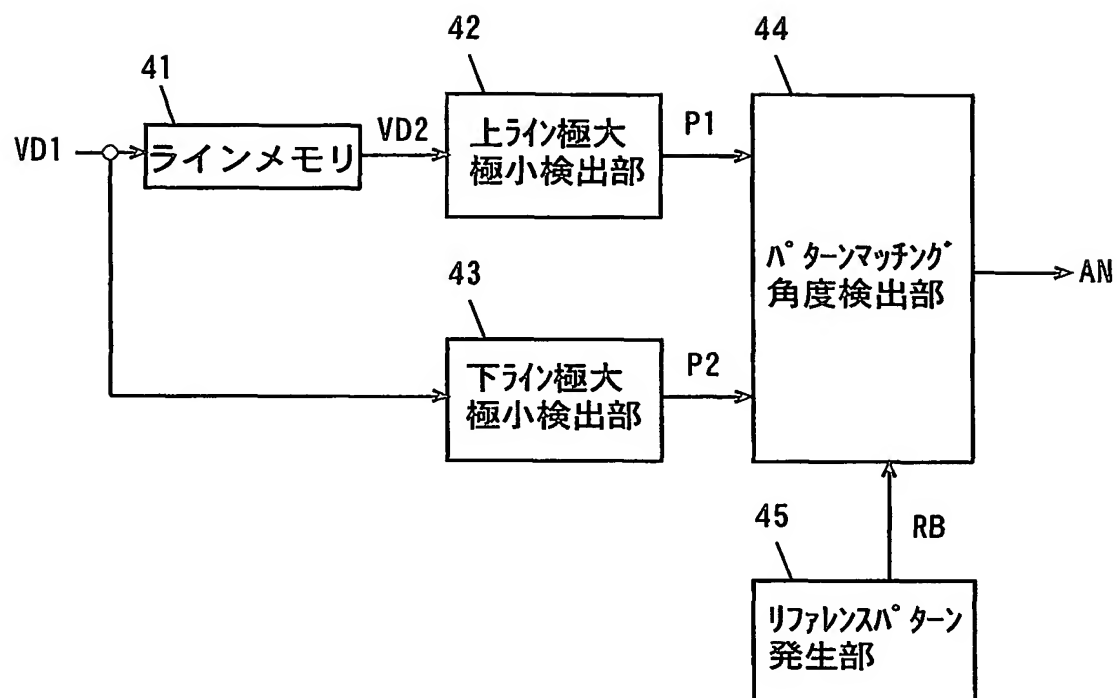 42
44
41
VD1
ラインメモリ
VD2
上ライン極大
極小検出部
P1
43
パターンマッチング
角度検出部
AN
下ライン極大
極小検出部
P2
45
RB
リファレンスパターン
発生部